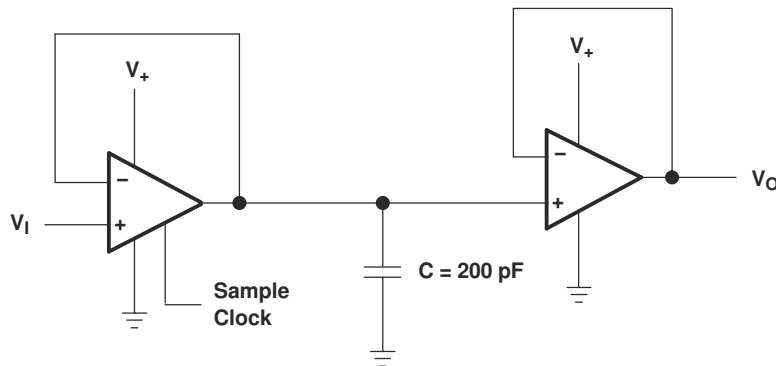 V+
V+
−
−
VI
+
+
VO
C = 200 pF
Sample
Clock